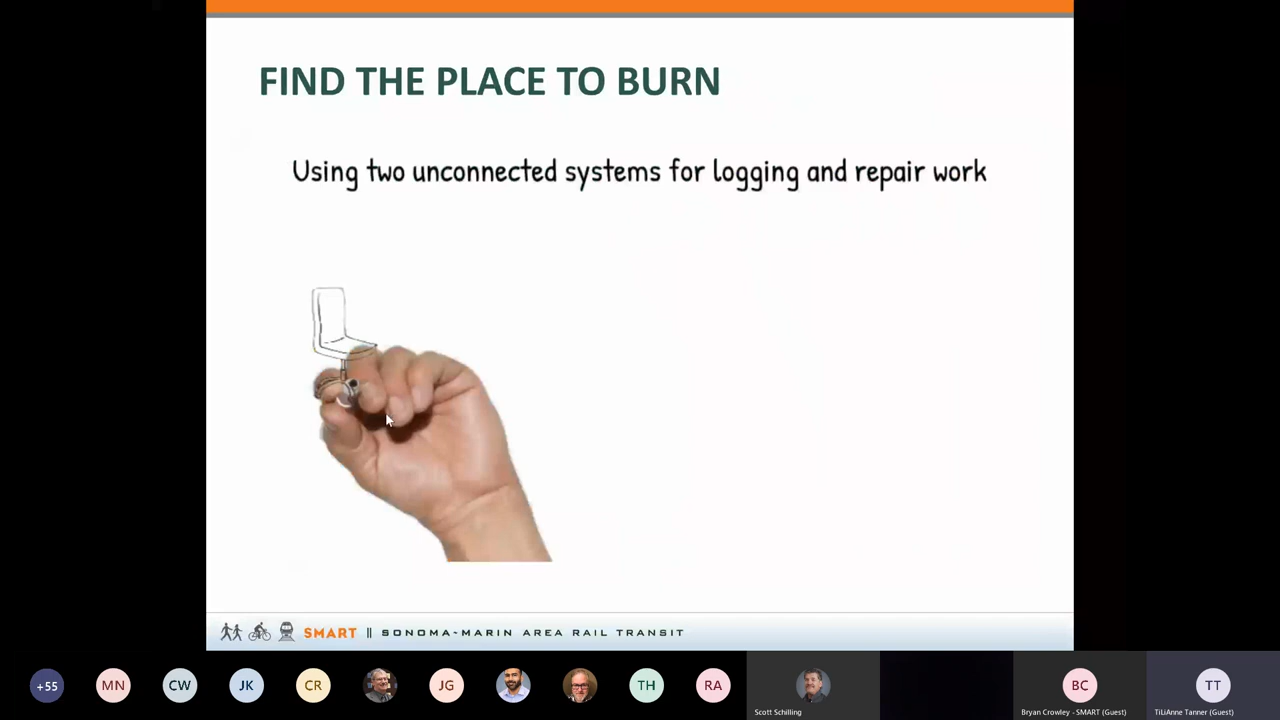 FIND THE PLACE TO BURN
Using two unconnected systems for logging and repair work
SMART || SONOMA-MARIN AREA RAIL TRANSIT
+55 MN CW JK CR JG TH RA BC TT
Scott Schilling Bryan Crowley - SMART (Guest) TiLiAnne Tanner (Guest)